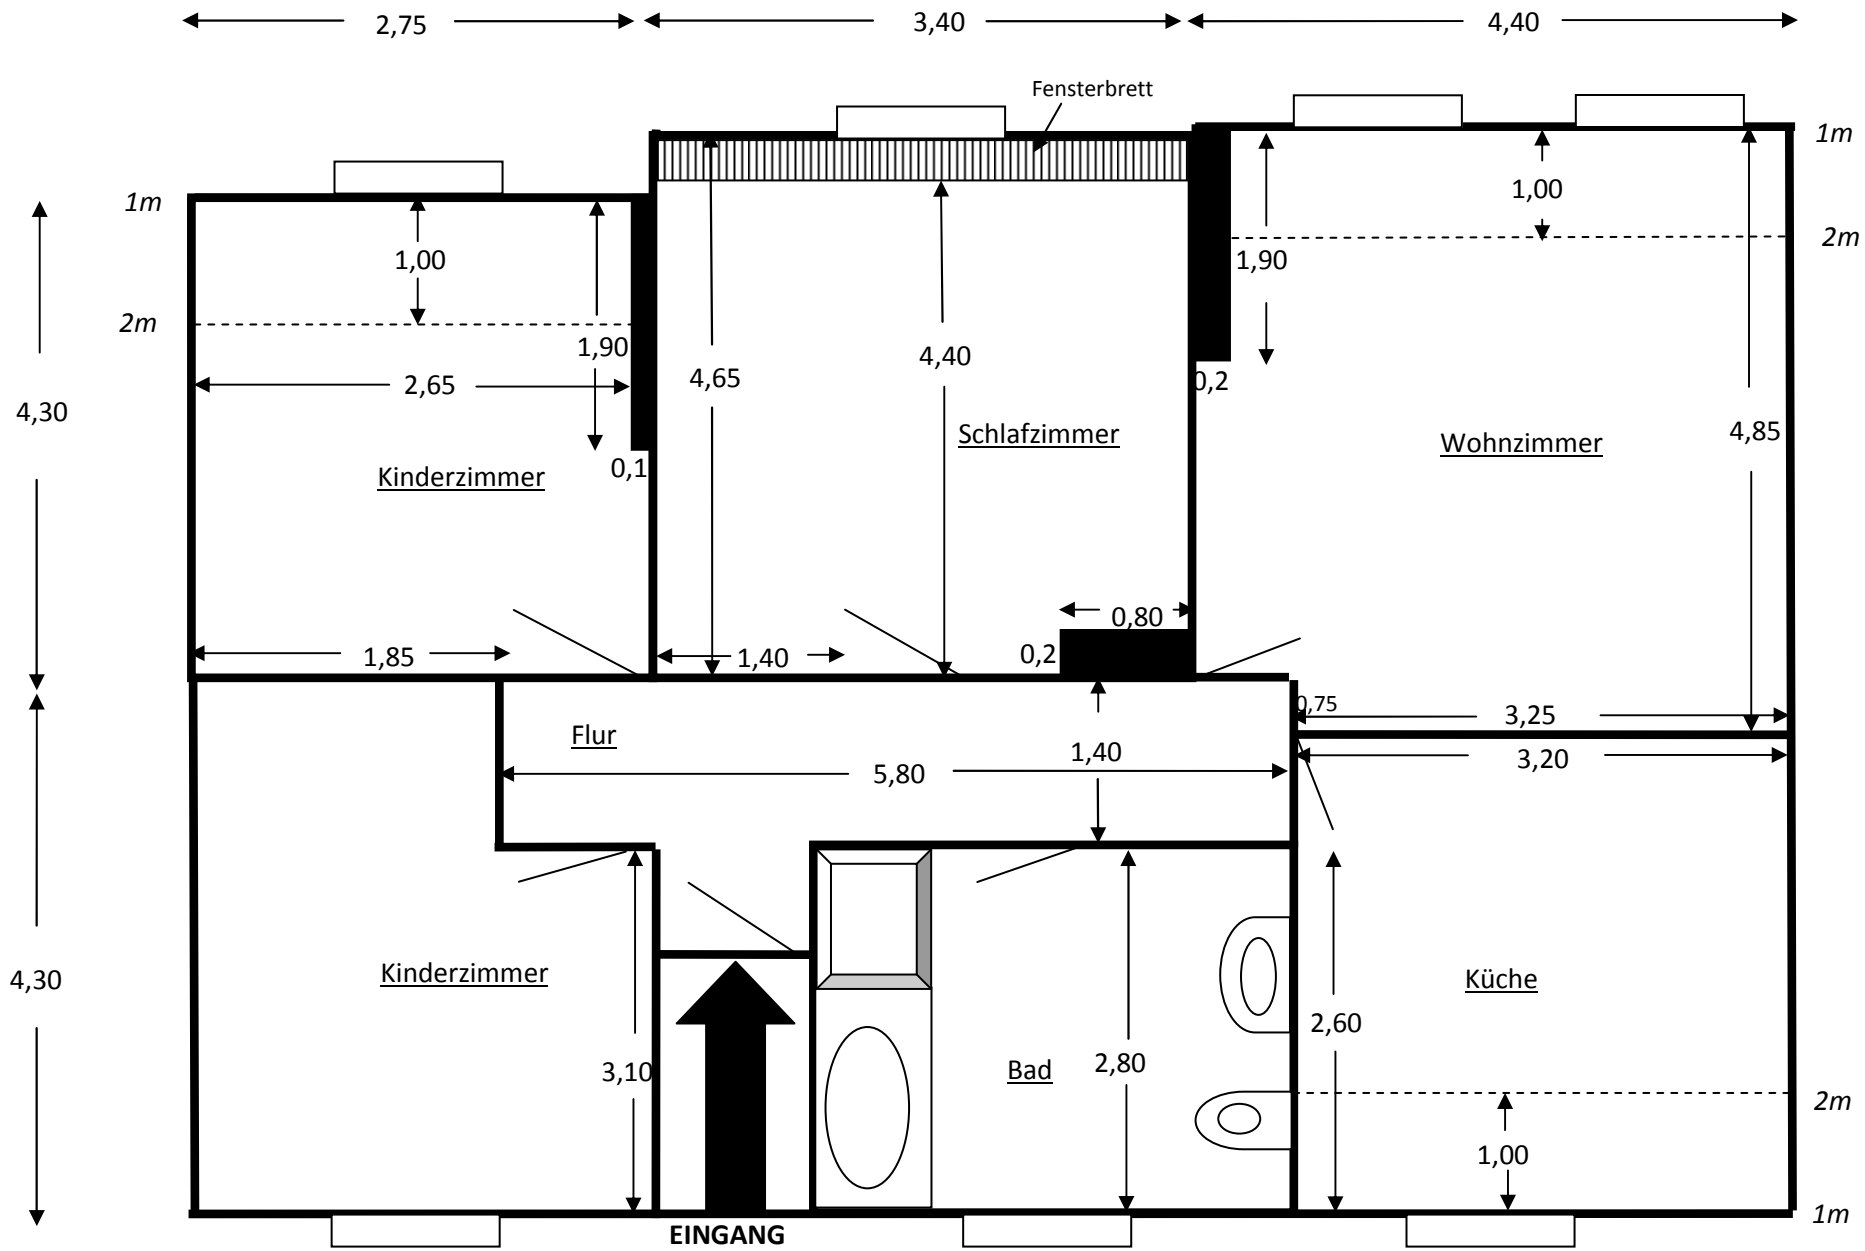 2,75
3,40
4,40
Fensterbrett
1m
1m
1,00
1,00
2m
1,90
1,90
2m
4,30
2,65
4,65
4,40
0,2
4,85
Schlafzimmer
Wohnzimmer
Kinderzimmer
0,1
0,80
1,85
1,40
0,2
0,75
3,25
Flur
5,80
1,40
3,20
4,30
Kinderzimmer
Küche
2,60
3,10
Bad
2,80
2m
1,00
1m
EINGANG